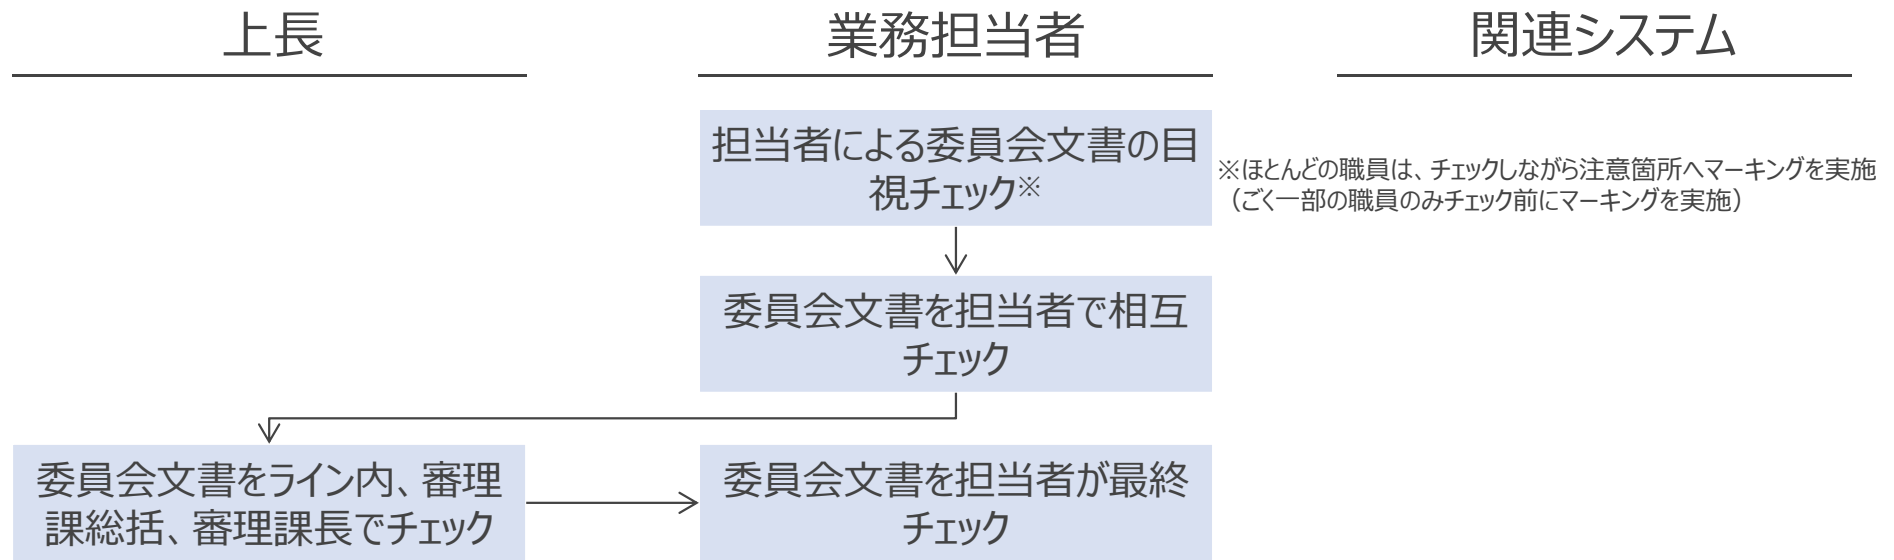 上長
業務担当者
関連システム
担当者による委員会文書の目
視チェック※
※ほとんどの職員は、チェックしながら注意箇所へマーキングを実施
（ごく一部の職員のみチェック前にマーキングを実施）
委員会文書を担当者で相互
チェック
委員会文書をライン内、審理
課総括、審理課長でチェック
委員会文書を担当者が最終
チェック